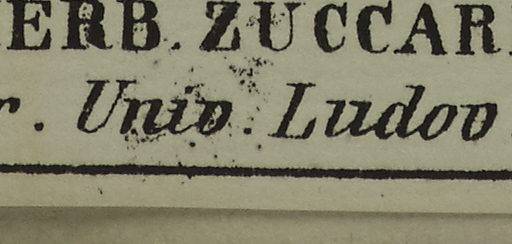 ERB. ZUCCAR
r. Univ. Ludov